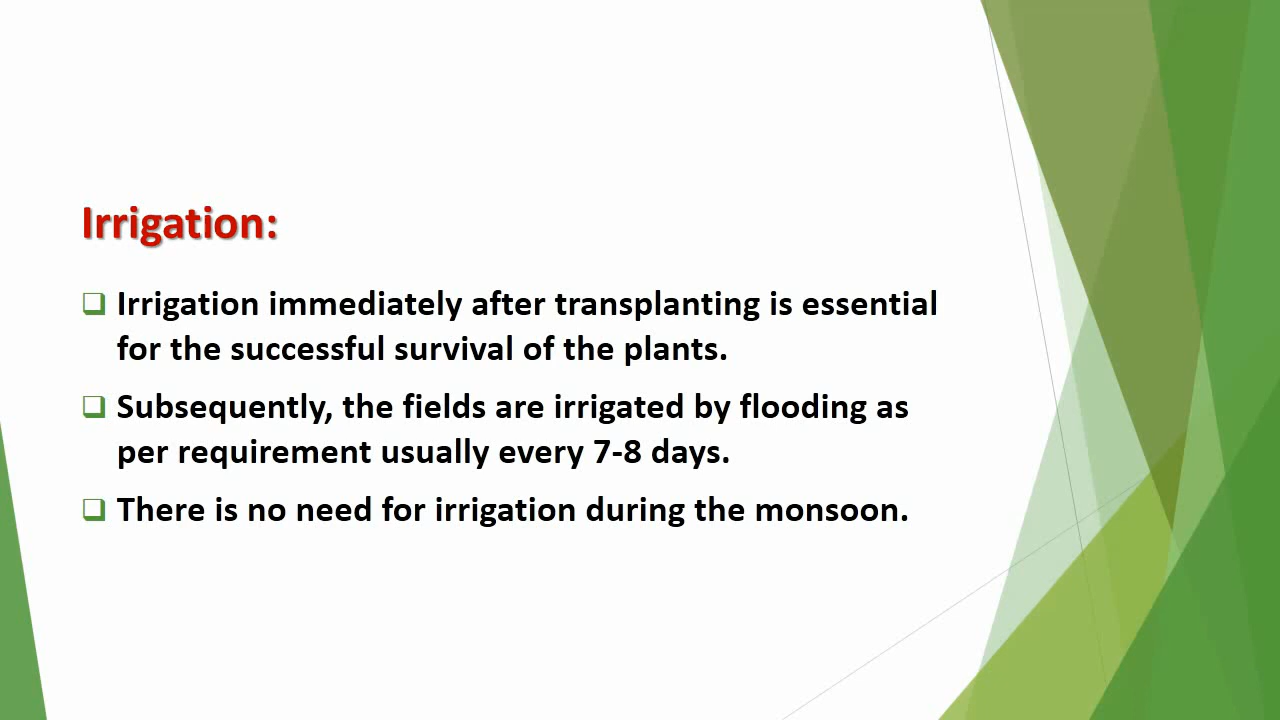 Irrigation:
❑ Irrigation immediately after transplanting is essential
for the successful survival of the plants.
❑ Subsequently, the fields are irrigated by flooding as
per requirement usually every 7-8 days.
❑ There is no need for irrigation during the monsoon.